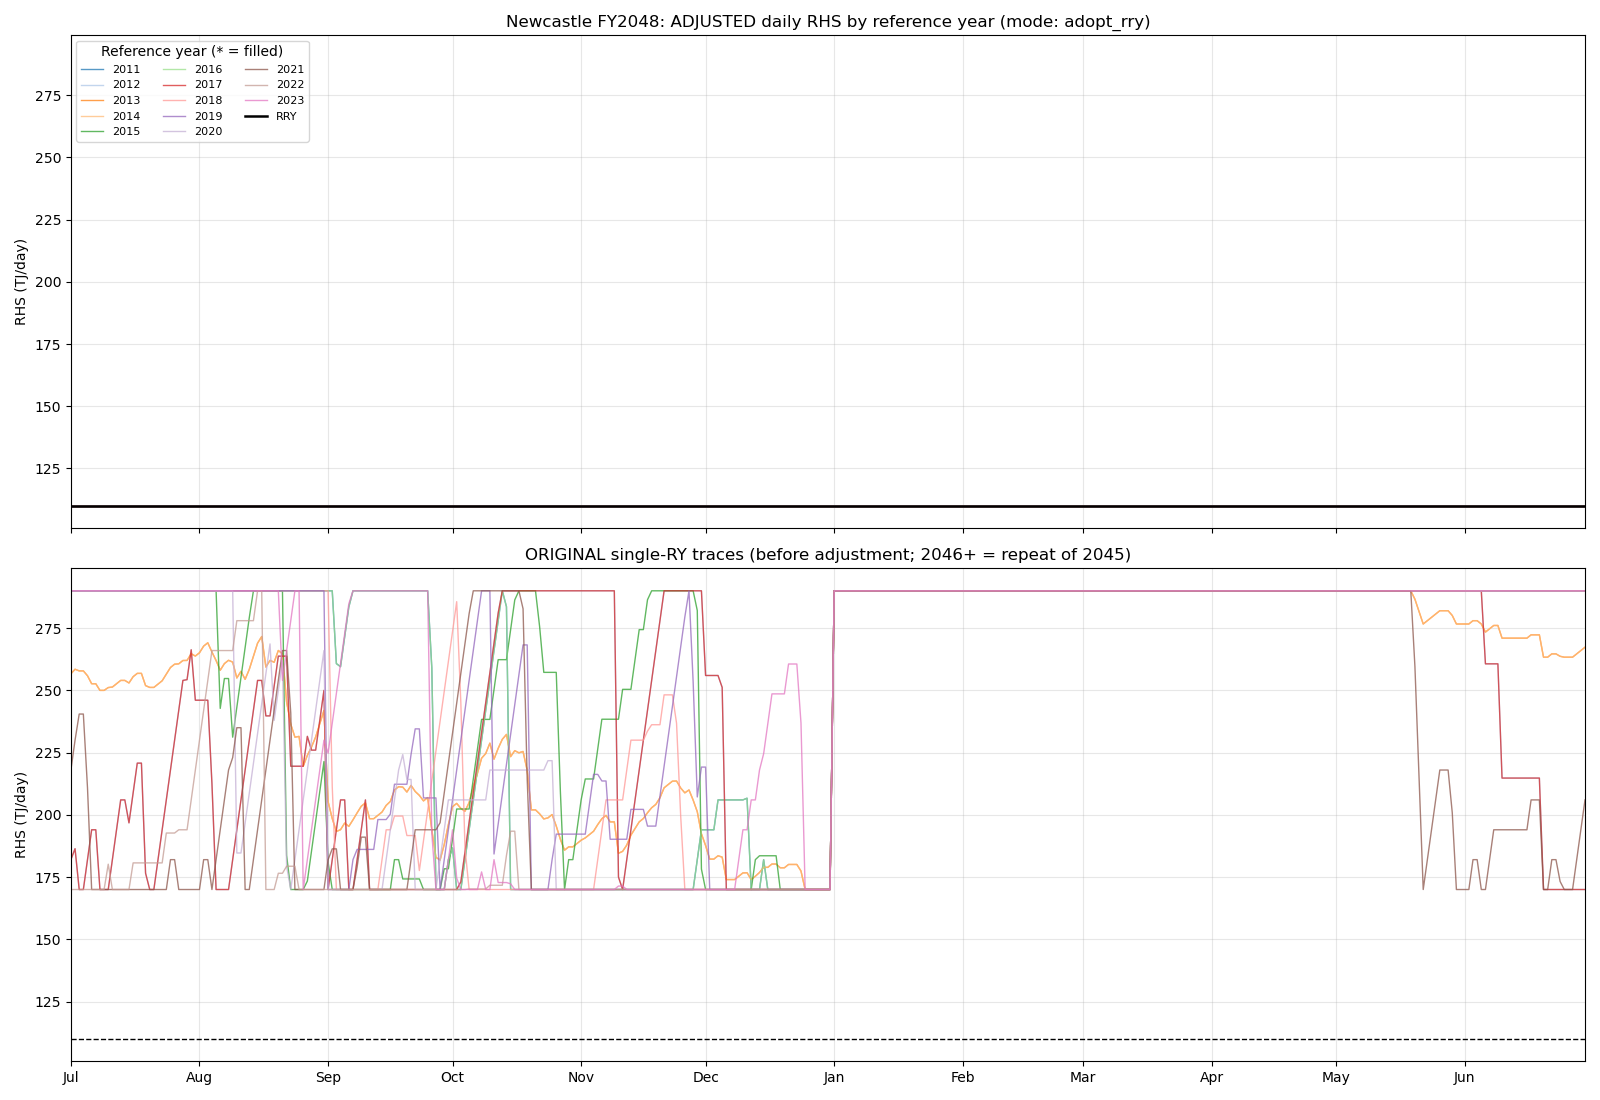 Newcastle FY2048: ADJUSTED daily RHS by reference year (mode: adopt_rry)
Reference year (* = filled)
2011 2016 2021
2012 2017 2022
2013 2018 2023
2014 2019 RRY
2015 2020
RHS (TJ/day)
275
250
225
200
175
150
125
ORIGINAL single-RY traces (before adjustment; 2046+ = repeat of 2045)
RHS (TJ/day)
275
250
225
200
175
150
125
Jul Aug Sep Oct Nov Dec Jan Feb Mar Apr May Jun